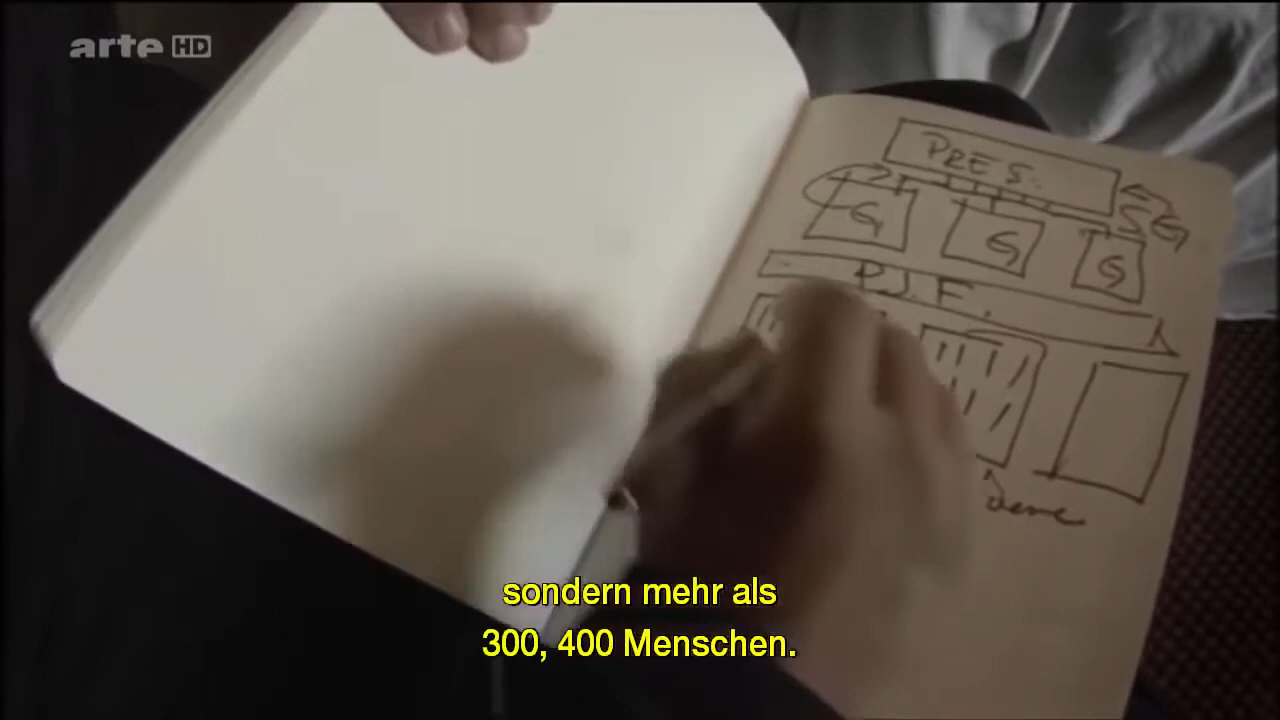 arte HD
PRES.
SG
G G G
P.J.F.
sondern mehr als
300, 400 Menschen.